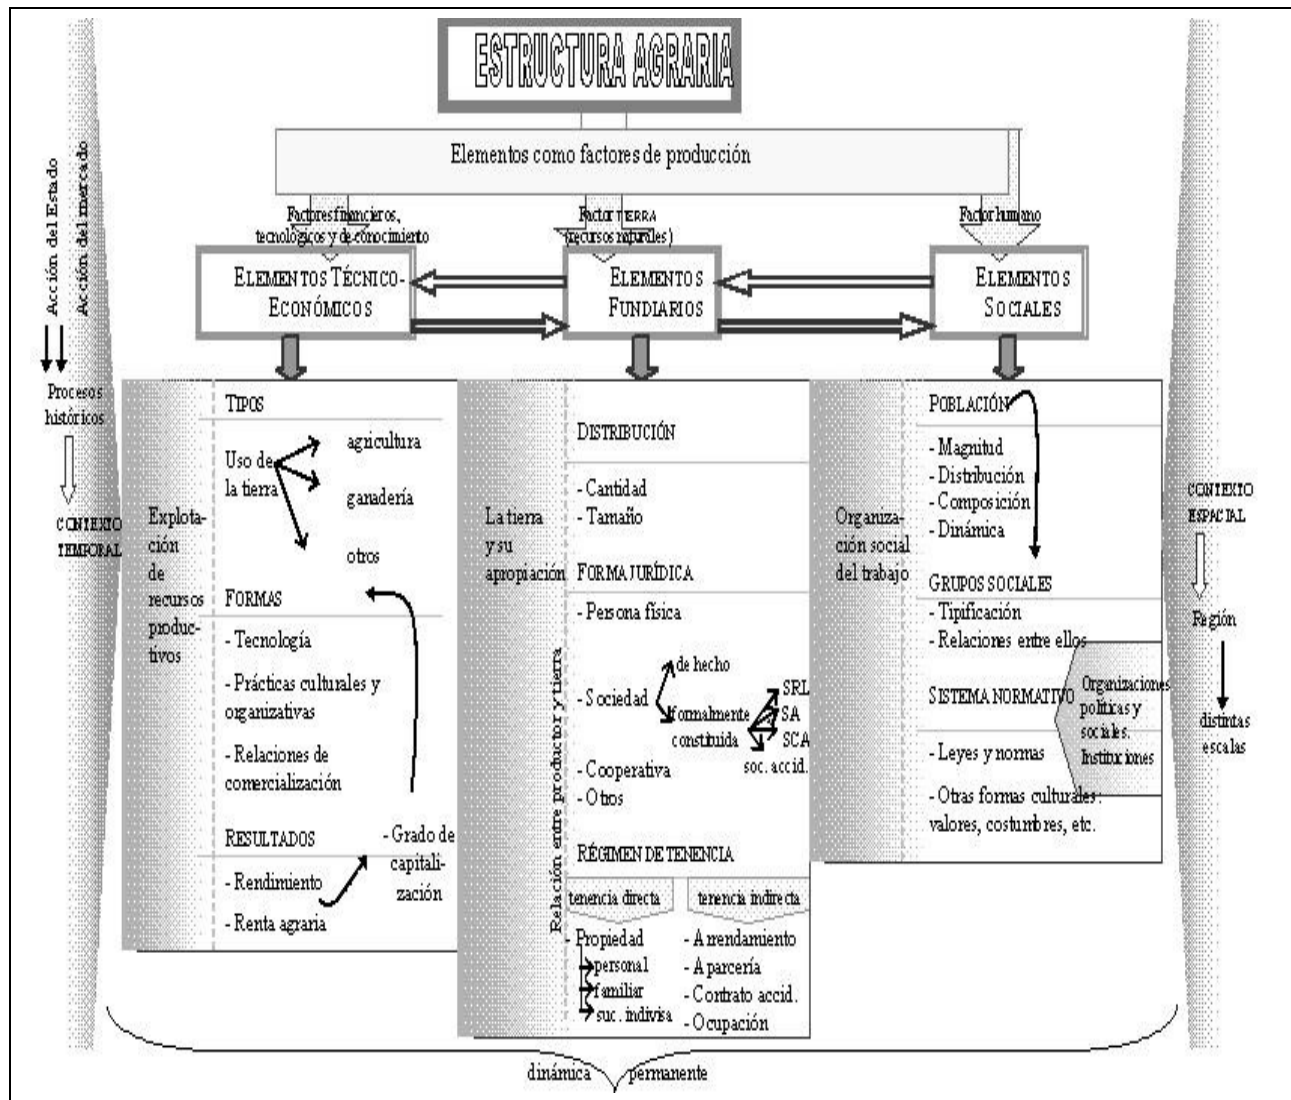 ESTRUCTURA AGRARIA
Elementos como factores de producción
Factores financieros,
tecnológicos y de conocimiento
Factor TIERRA
(recursos naturales)
Factor humano
ELEMENTOS TÉCNICO-
ECONÓMICOS
ELEMENTOS
FUNDIARIOS
ELEMENTOS
SOCIALES
Acción del Estado
Acción del mercado
Procesos
históricos
CONTEXTO
TEMPORAL
Explota-
ción
de
recursos
produc-
tivos
TIPOS
Uso de
la tierra
agricultura
ganadería
otros
FORMAS
- Tecnología
- Prácticas culturales y
organizativas
- Relaciones de
comercialización
RESULTADOS
- Rendimiento
- Renta agraria
- Grado de
capitali-
zación
La tierra
y su
apropiación
Relación entre productor y tierra
DISTRIBUCIÓN
- Cantidad
- Tamaño
FORMA JURÍDICA
- Persona física
- Sociedad
de hecho
formalmente
constituida
SRL
SA
SCA
soc. accid.
- Cooperativa
- Otros
RÉGIMEN DE TENENCIA
tenencia directa
- Propiedad
personal
familiar
suc. indivisa
tenencia indirecta
- Arrendamiento
- Aparcería
- Contrato accid.
- Ocupación
Organiza-
ción social
del trabajo
POBLACIÓN
- Magnitud
- Distribución
- Composición
- Dinámica
GRUPOS SOCIALES
- Tipificación
- Relaciones entre ellos
SISTEMA NORMATIVO
- Leyes y normas
- Otras formas culturales:
valores, costumbres, etc.
Organizaciones
políticas y
sociales.
Instituciones
CONTEXTO
ESPACIAL
Región
distintas
escalas
dinámica permanente